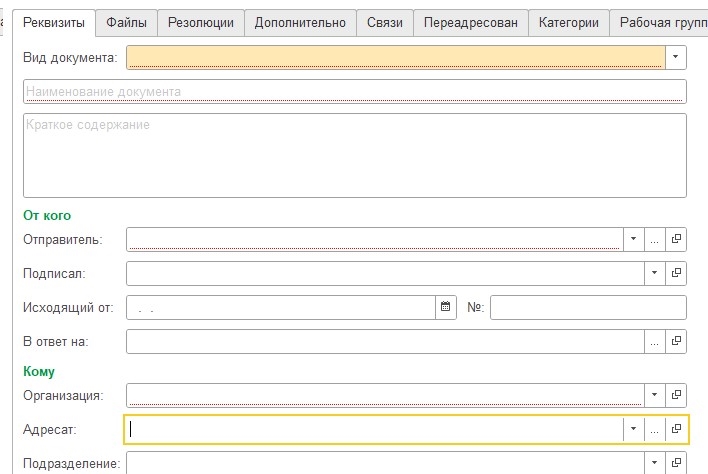 Реквизиты Файлы Резолюции Дополнительно Связи Переадресован Категории Рабочая групп
Вид документа:
Наименование документа
Краткое содержание
От кого
Отправитель: ...
Подписал:
Исходящий от: . . №:
В ответ на: ...
Кому
Организация:
Адресат: ...
Подразделение: